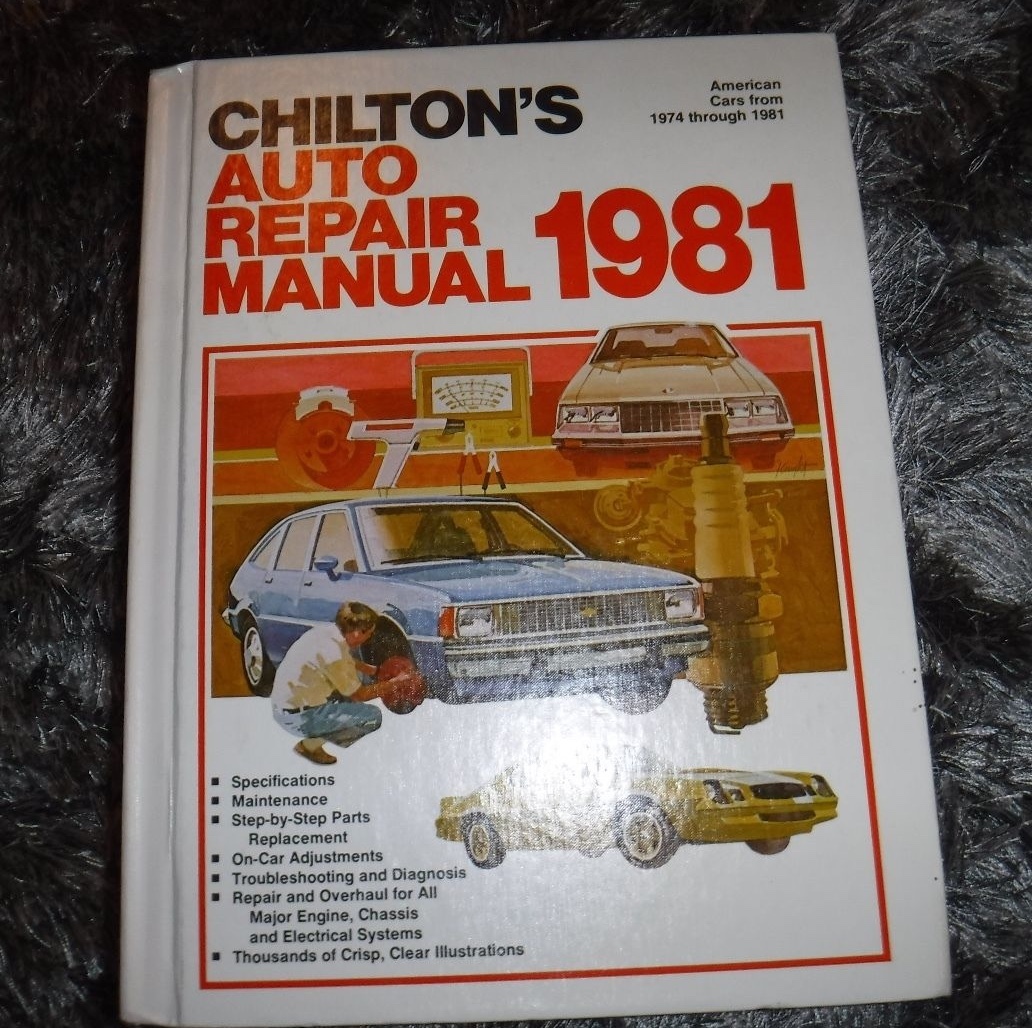 CHILTON'S
AUTO
REPAIR
MANUAL 1981
American
Cars from
1974 through 1981
■ Specifications
■ Maintenance
■ Step-by-Step Parts
Replacement
■ On-Car Adjustments
■ Troubleshooting and Diagnosis
■ Repair and Overhaul for All
Major Engine, Chassis
and Electrical Systems
■ Thousands of Crisp, Clear Illustrations